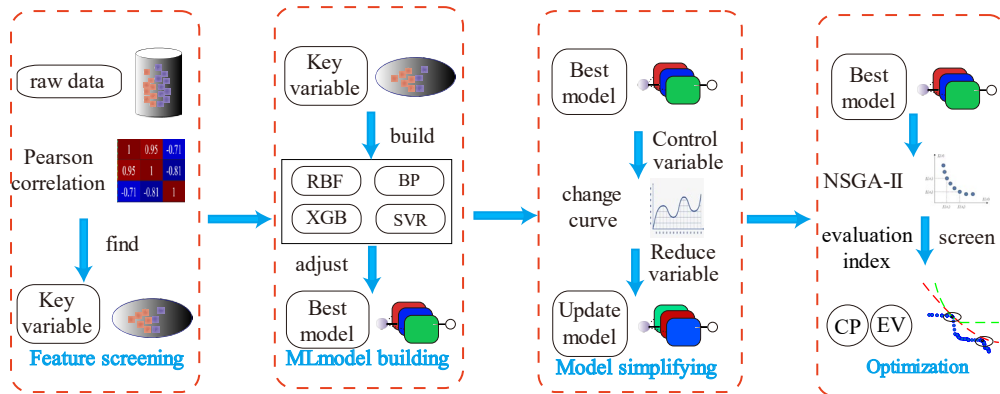 raw data
Pearson
correlation
1 0.95 -0.71
0.95 1 -0.81
-0.71 -0.81 1
find
Key
variable
Feature screening
Key
variable
build
RBF BP
XGB SVR
adjust
Best
model
MLmodel building
Best
model
Control
variable
change
curve
Reduce
variable
Update
model
Model simplifying
Best
model
NSGA-II
evaluation
index
screen
CP EV
Optimization